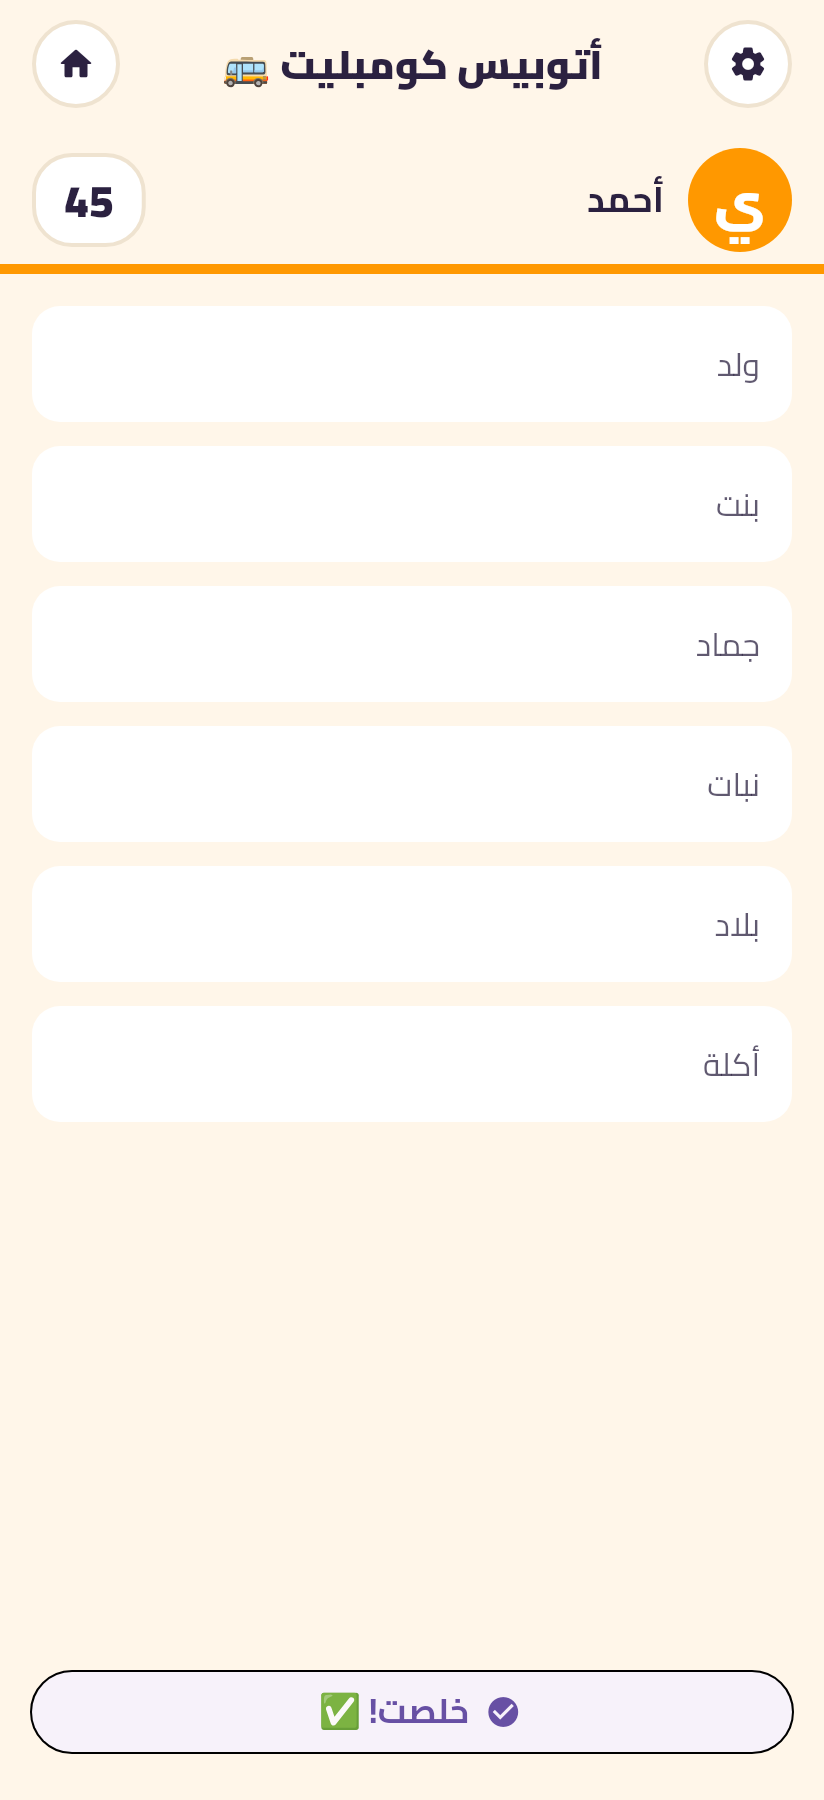 أتوبيس كومبليت 🚌
ي
أحمد
45
ولد
بنت
جماد
نبات
بلاد
أكلة
خلصت! ✅